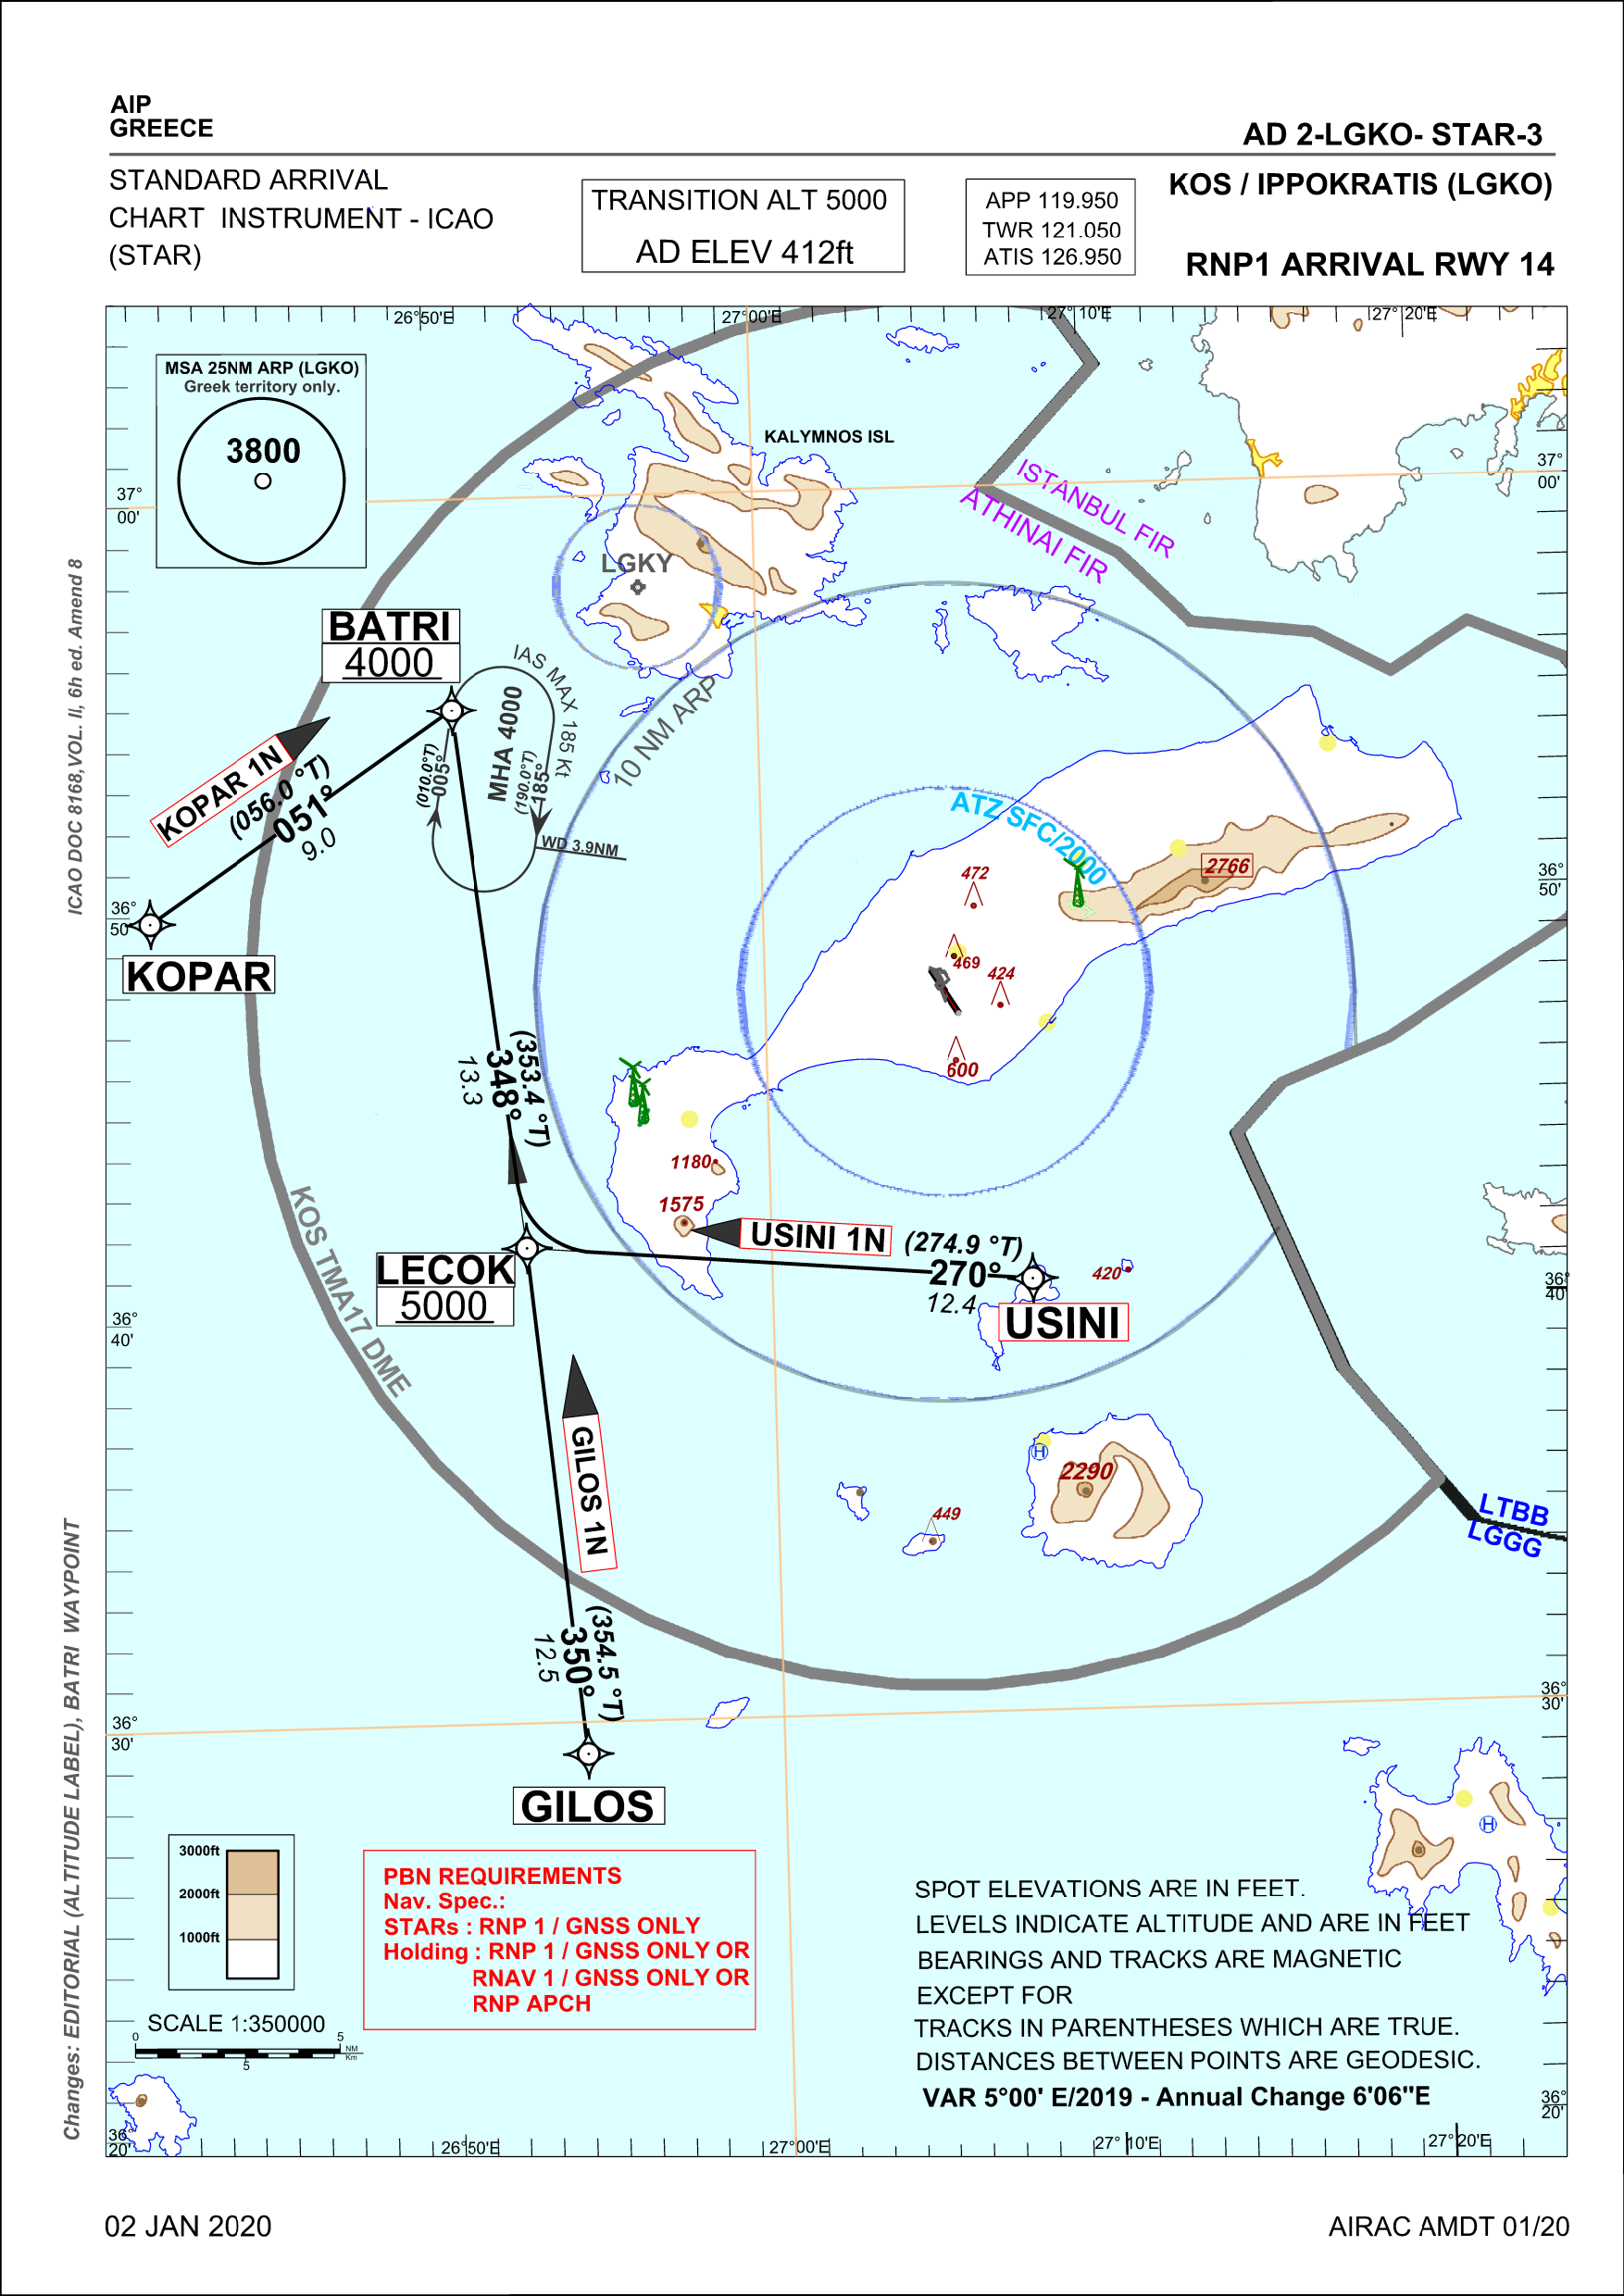 AIP
GREECE
AD 2-LGKO- STAR-3
STANDARD ARRIVAL
CHART INSTRUMENT - ICAO
(STAR)
TRANSITION ALT 5000
AD ELEV 412ft
APP 119.950
TWR 121.050
ATIS 126.950
KOS / IPPOKRATIS (LGKO)
RNP1 ARRIVAL RWY 14
26°50'E
27°00'E
27°10'E
27°20'E
MSA 25NM ARP (LGKO)
Greek territory only.
3800
KALYMNOS ISL
37°
00'
37°
00'
ISTANBUL FIR
ATHINAI FIR
LGKY
ICAO DOC 8168,VOL. II, 6h ed. Amend 8
BATRI
4000
IAS MAX 185 Kt
MHA 4000
(010.0°T)
005°
(190.0°T)
185°
WD 3.9NM
10 NM ARP
KOPAR 1N
(056.0 °T)
051°
9.0
ATZ SFC/2000
472
2766
36°
50'
36°
50'
KOPAR
469
424
600
(353.4 °T)
348°
13.3
1180
1575
USINI 1N
(274.9 °T)
270°
12.4
420
LECOK
5000
USINI
36°
40'
36°
40'
KOS TMA17 DME
GILOS 1N
2290
H
449
LTBB
LGGG
(354.5 °T)
350°
12.5
36°
30'
36°
30'
GILOS
H
3000ft
2000ft
1000ft
PBN REQUIREMENTS
Nav. Spec.:
STARs : RNP 1 / GNSS ONLY
Holding : RNP 1 / GNSS ONLY OR
RNAV 1 / GNSS ONLY OR
RNP APCH
SPOT ELEVATIONS ARE IN FEET.
LEVELS INDICATE ALTITUDE AND ARE IN FEET
BEARINGS AND TRACKS ARE MAGNETIC
EXCEPT FOR
TRACKS IN PARENTHESES WHICH ARE TRUE.
DISTANCES BETWEEN POINTS ARE GEODESIC.
VAR 5°00' E/2019 - Annual Change 6'06"E
SCALE 1:350000
0
5
NM
Km
5
36°
20'
36°
20'
26°50'E
27°00'E
27°10'E
27°20'E
Changes: EDITORIAL (ALTITUDE LABEL), BATRI WAYPOINT
02 JAN 2020
AIRAC AMDT 01/20